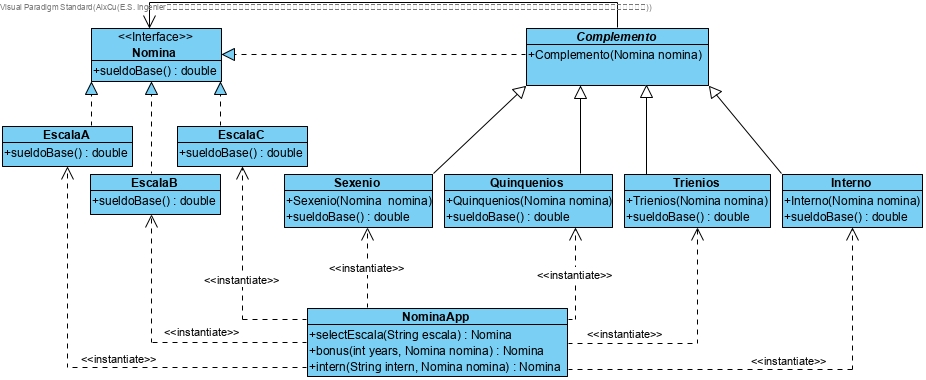 Visual Paradigm Standard(AlxCu(E.S. Ingenier
<<Interface>>
Nomina
+sueldoBase() : double
Complemento
+Complemento(Nomina nomina)
EscalaA
+sueldoBase() : double
EscalaC
+sueldoBase() : double
EscalaB
+sueldoBase() : double
Sexenio
+Sexenio(Nomina nomina)
+sueldoBase() : double
Quinquenios
+Quinquenios(Nomina nomina)
+sueldoBase() : double
Trienios
+Trienios(Nomina nomina)
+sueldoBase() : double
Interno
+Interno(Nomina nomina)
+sueldoBase() : double
<<instantiate>>
<<instantiate>>
<<instantiate>>
<<instantiate>>
<<instantiate>>
<<instantiate>>
<<instantiate>>
NominaApp
+selectEscala(String escala) : Nomina
+bonus(int years, Nomina nomina) : Nomina
+intern(String intern, Nomina nomina) : Nomina